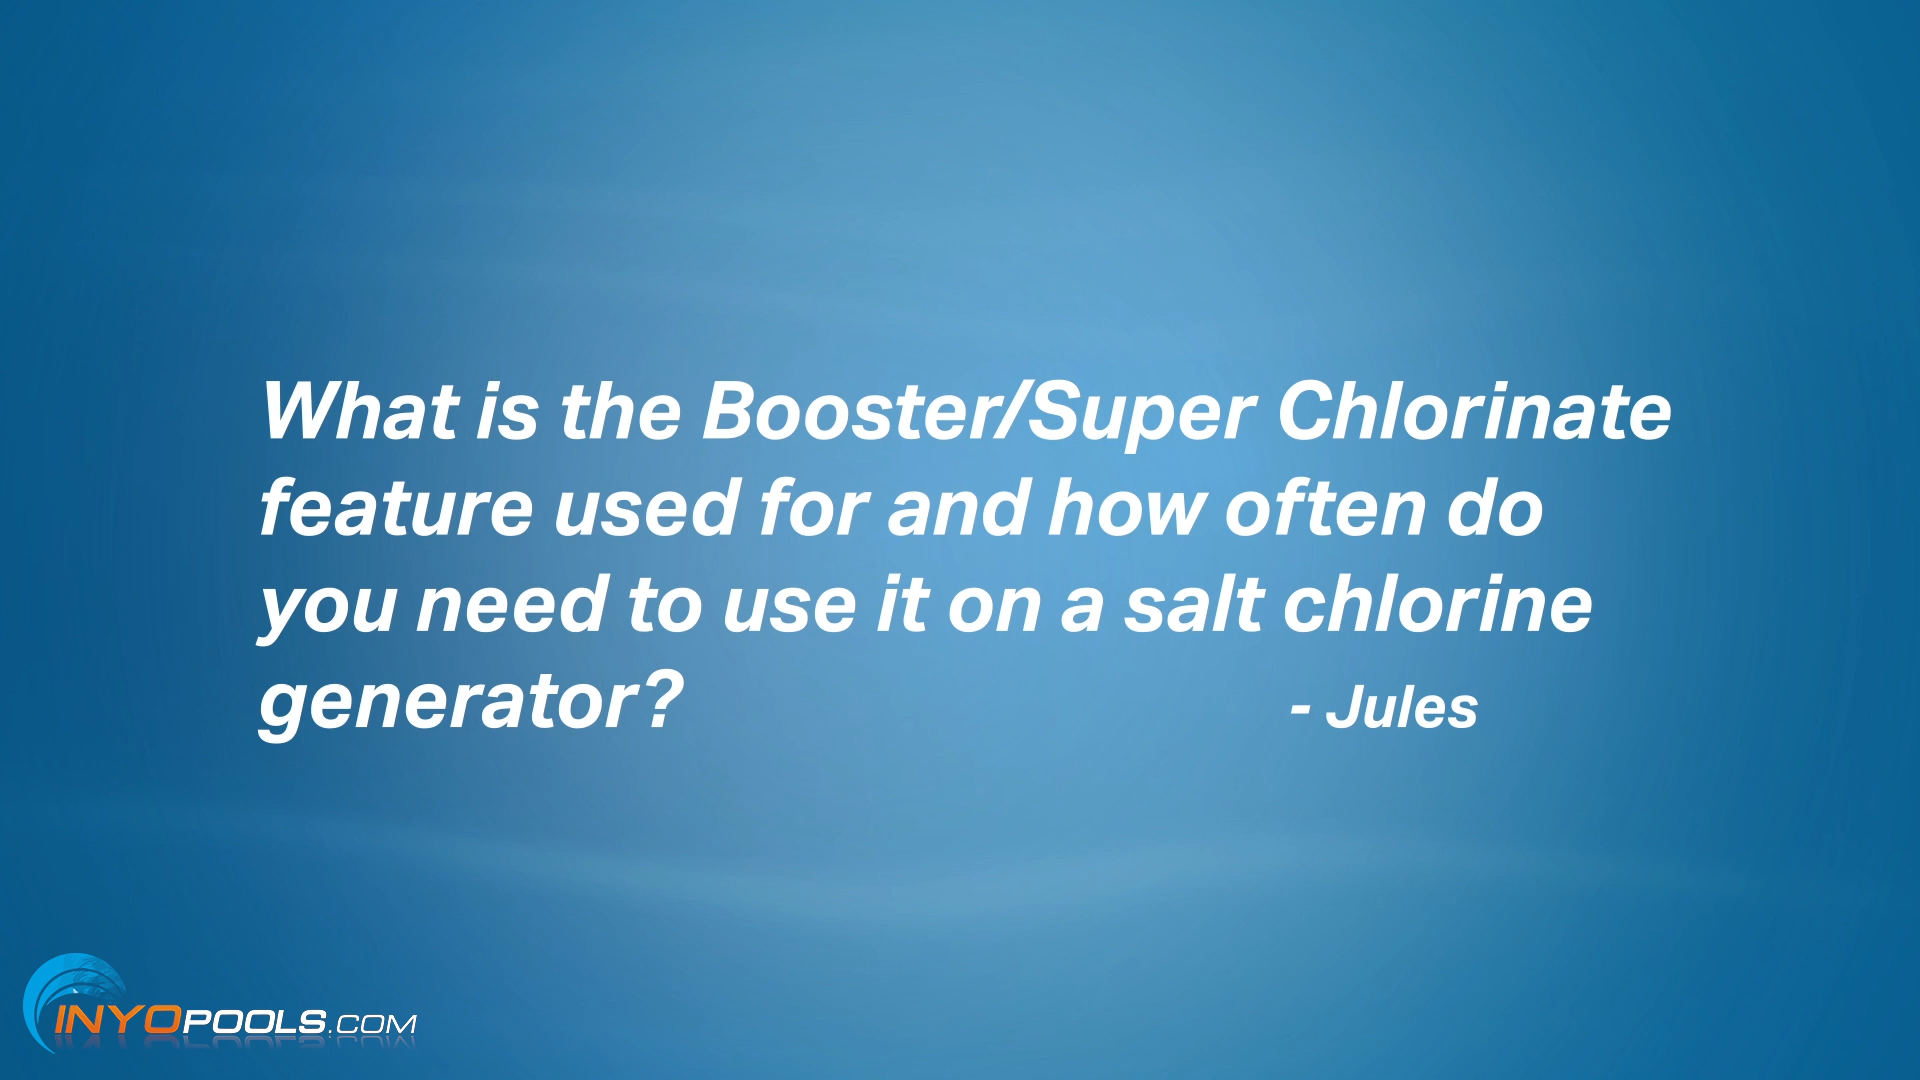 What is the Booster/Super Chlorinate
feature used for and how often do
you need to use it on a salt chlorine
generator? - Jules
INYOPOOLS.COM